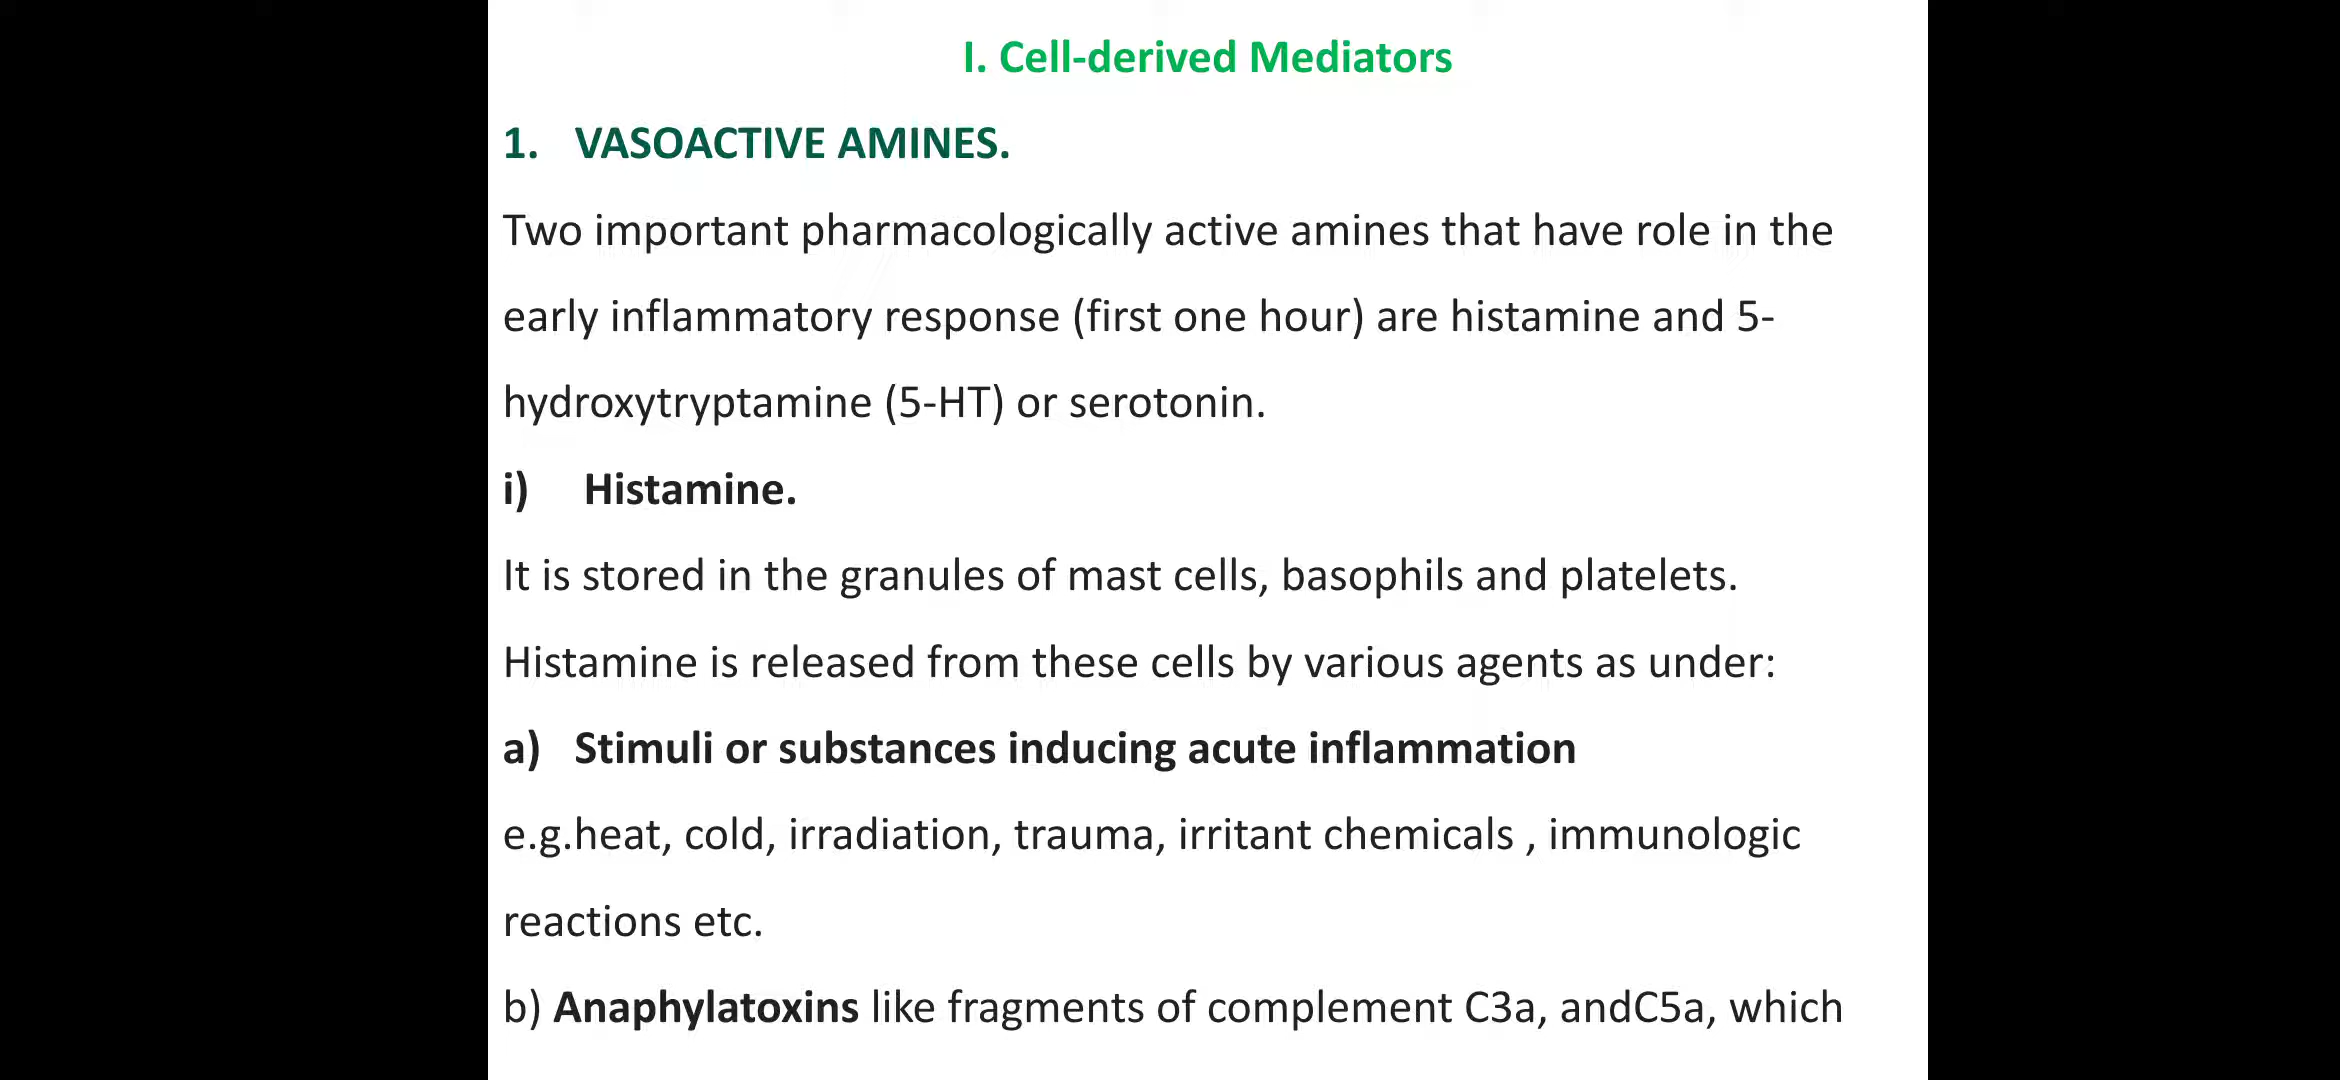 I. Cell-derived Mediators
1. VASOACTIVE AMINES.
Two important pharmacologically active amines that have role in the
early inflammatory response (first one hour) are histamine and 5-
hydroxytryptamine (5-HT) or serotonin.
i) Histamine.
It is stored in the granules of mast cells, basophils and platelets.
Histamine is released from these cells by various agents as under:
a) Stimuli or substances inducing acute inflammation
e.g.heat, cold, irradiation, trauma, irritant chemicals , immunologic
reactions etc.
b) Anaphylatoxins like fragments of complement C3a, andC5a, which